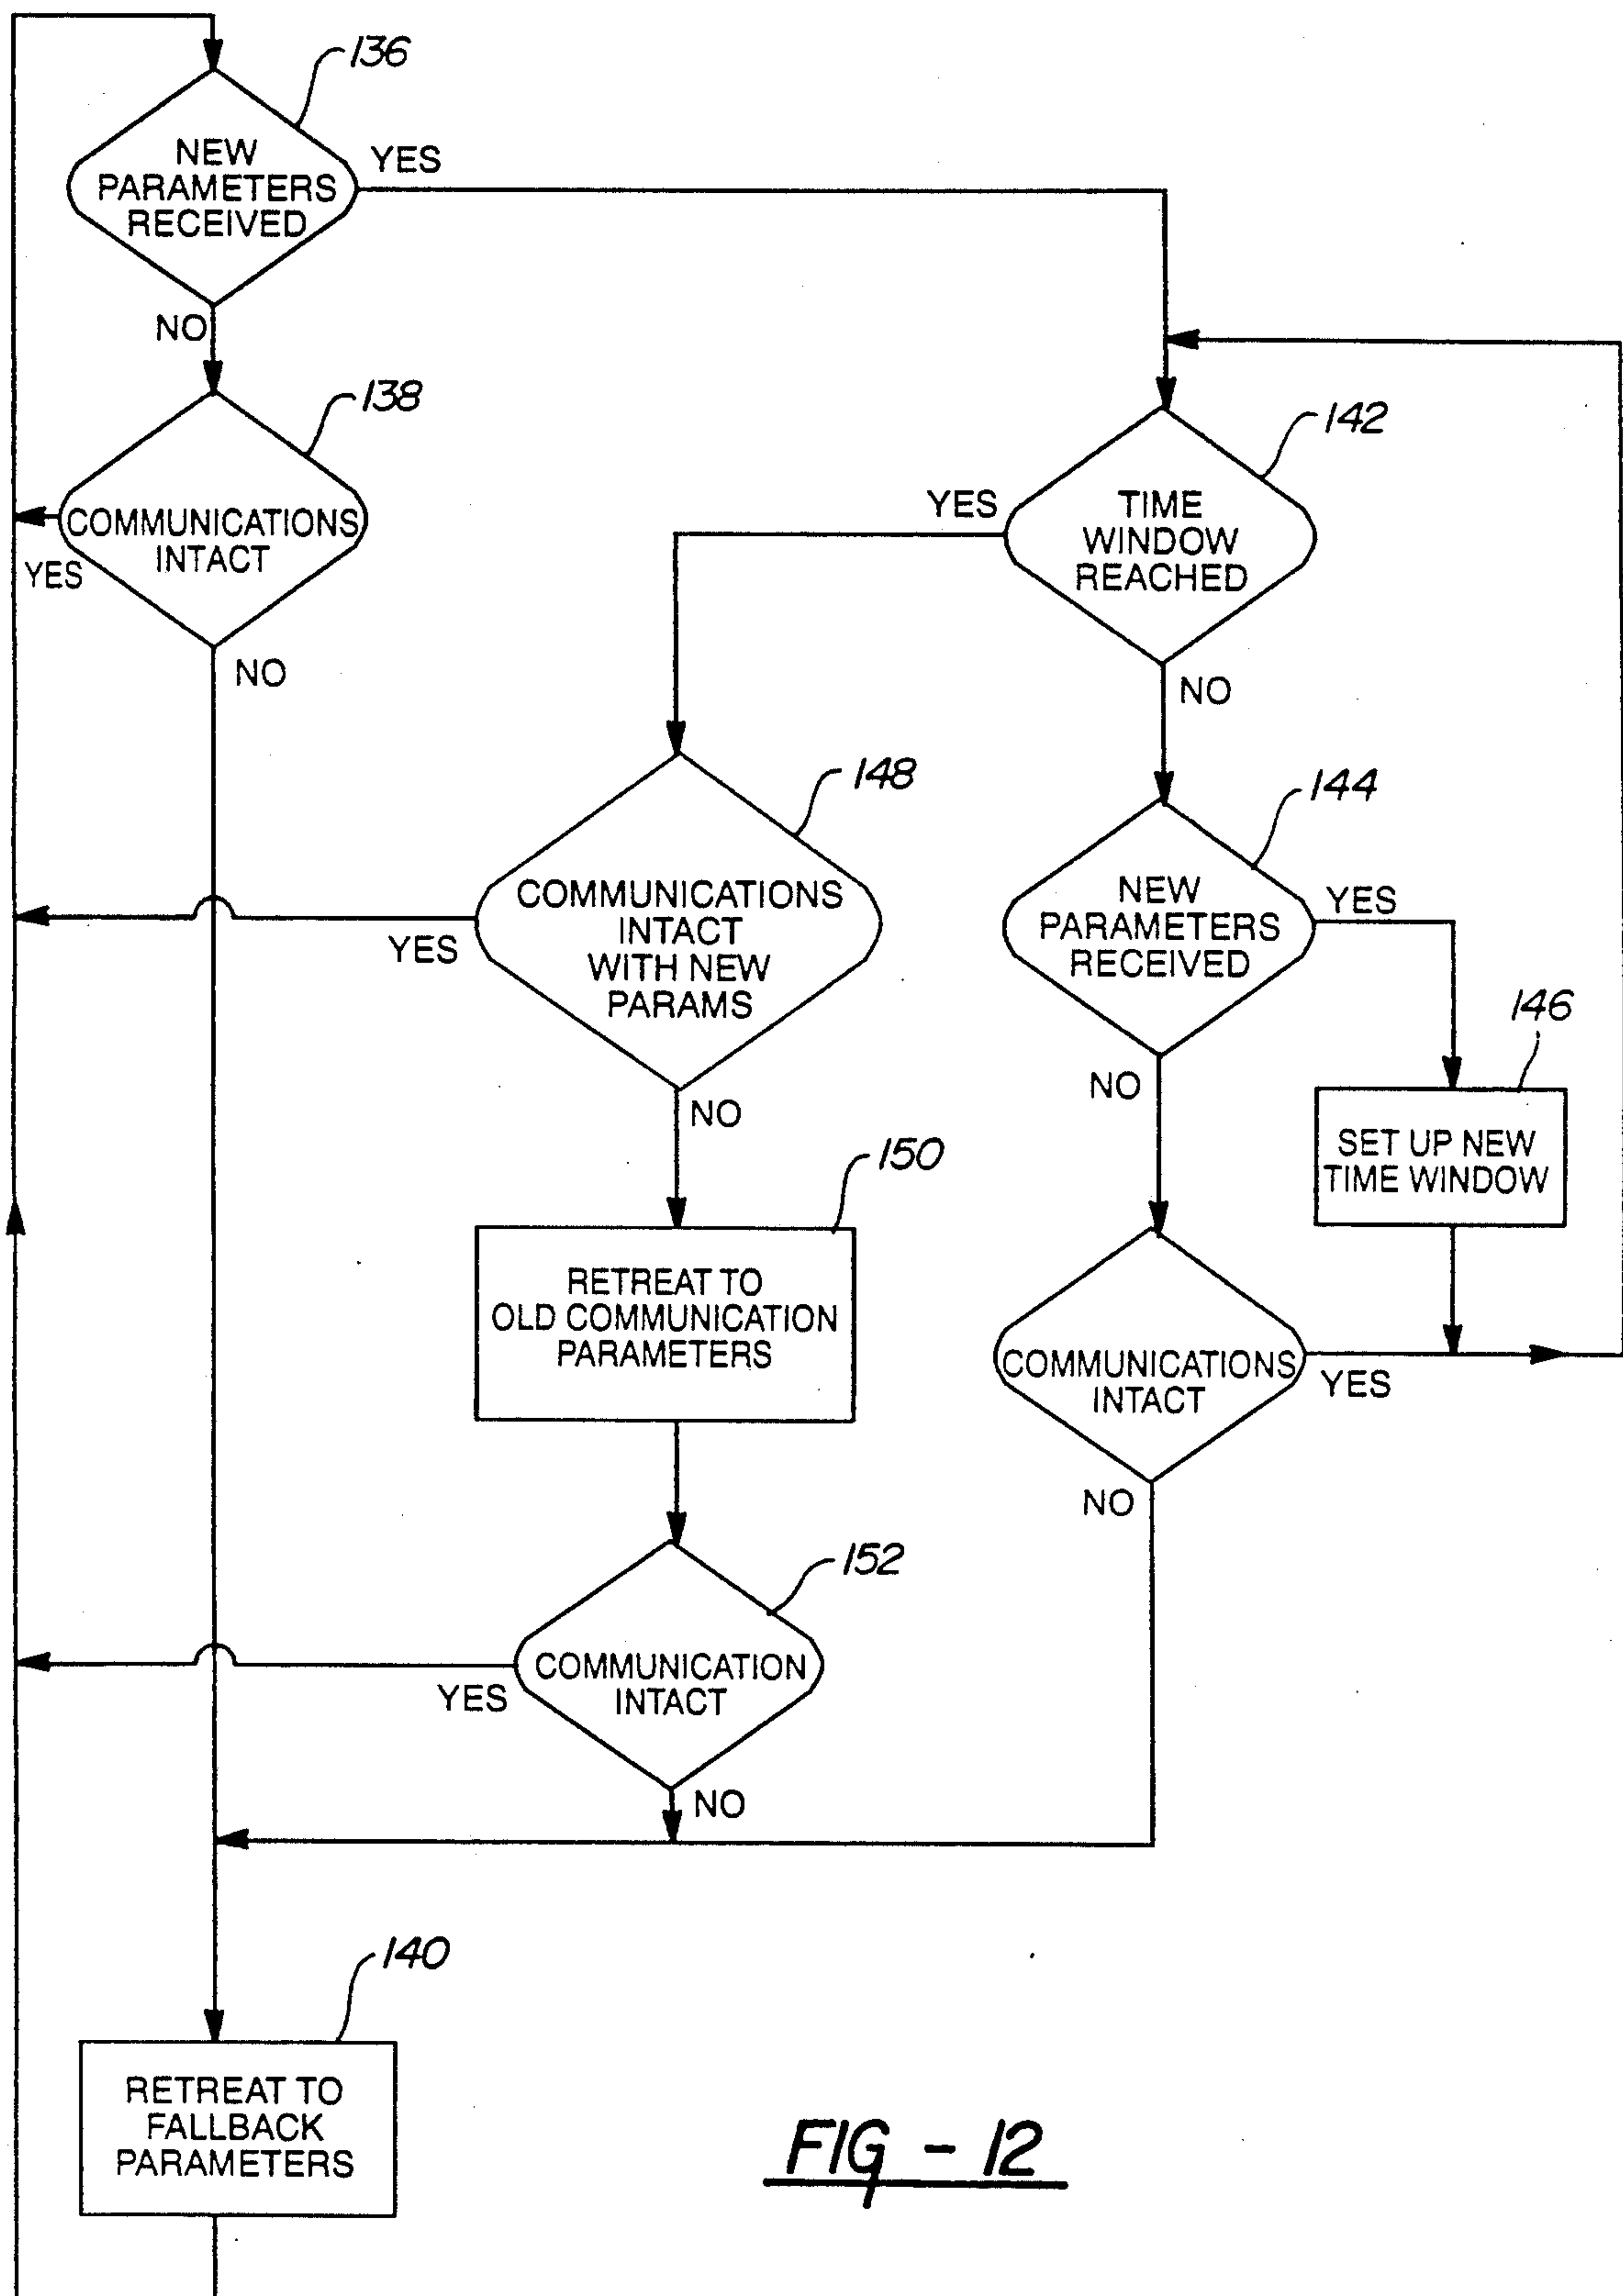 136
NEW
PARAMETERS
RECEIVED
YES
NO
138
COMMUNICATIONS
INTACT
YES
NO
142
TIME
WINDOW
REACHED
YES
NO
148
COMMUNICATIONS
INTACT
WITH NEW
PARAMS
YES
NO
144
NEW
PARAMETERS
RECEIVED
YES
NO
146
SET UP NEW
TIME WINDOW
150
RETREAT TO
OLD COMMUNICATION
PARAMETERS
COMMUNICATIONS
INTACT
YES
NO
152
COMMUNICATION
INTACT
YES
NO
140
RETREAT TO
FALLBACK
PARAMETERS
FIG - 12